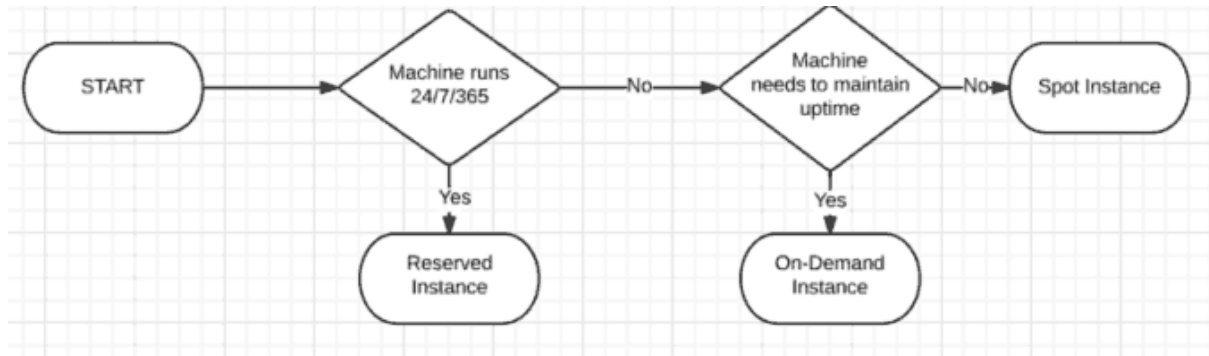 START
Machine runs
24/7/365
No
Machine
needs to maintain
uptime
No
Spot Instance
Yes
Reserved
Instance
Yes
On-Demand
Instance